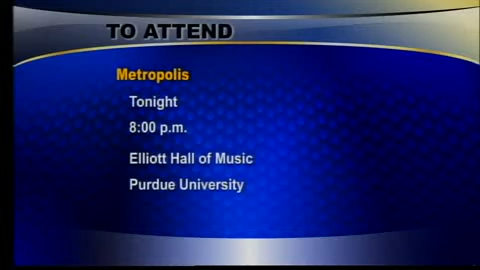 TO ATTEND
Metropolis
Tonight
8:00 p.m.
Elliott Hall of Music
Purdue University